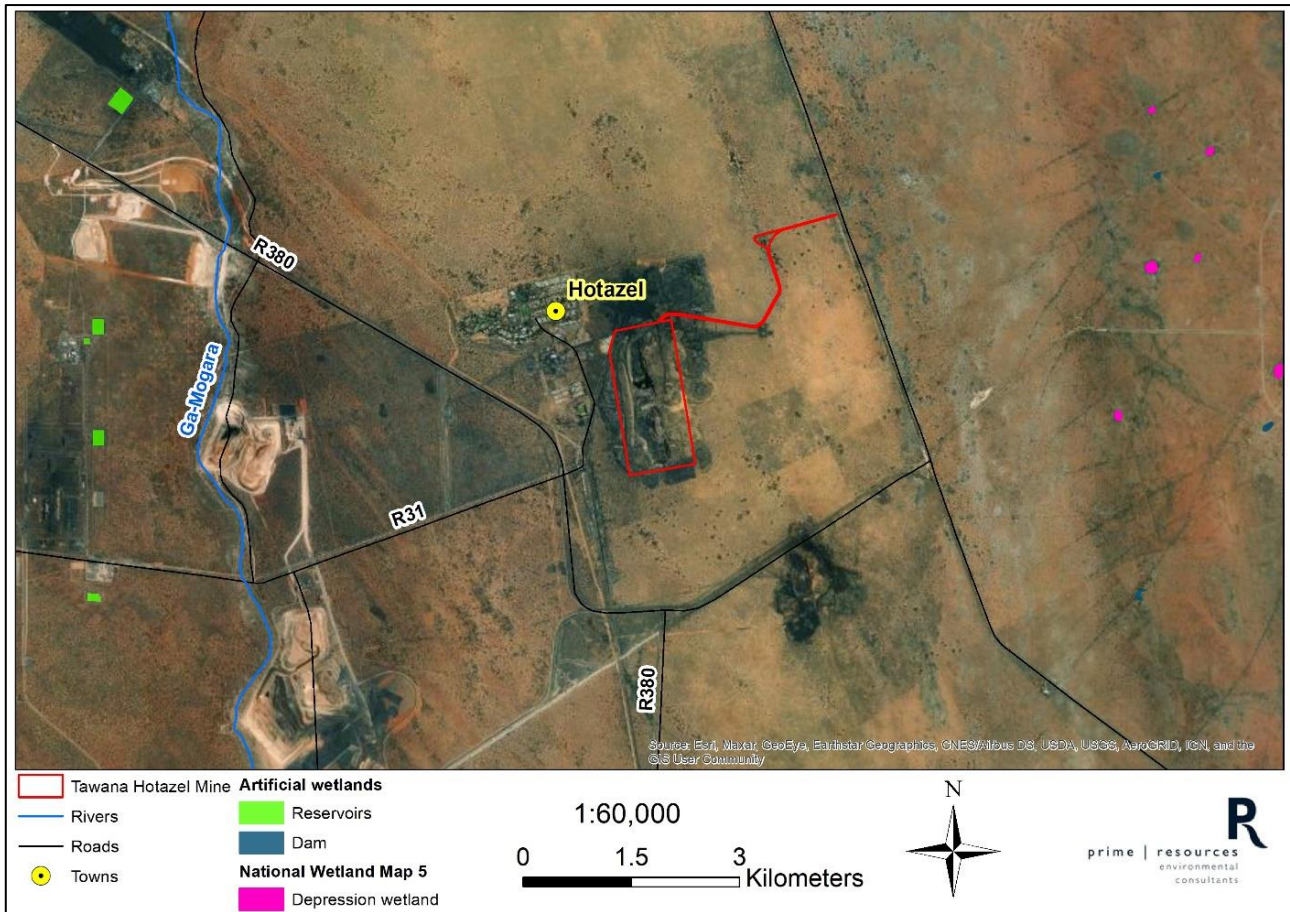 R380
Hotazel
Ga-Mogara
R31
R380
Source: Esri, Maxar, GeoEye, Earthstar Geographics, CNES/Airbus DS, USDA, USGS, AeroGRID, IGN, and the
GIS User Community
Tawana Hotazel Mine
Rivers
Roads
Towns
Artificial wetlands
Reservoirs
Dam
National Wetland Map 5
Depression wetland
1:60,000
0 1.5 3
Kilometers
N
R
prime | resources
environmental
consultants